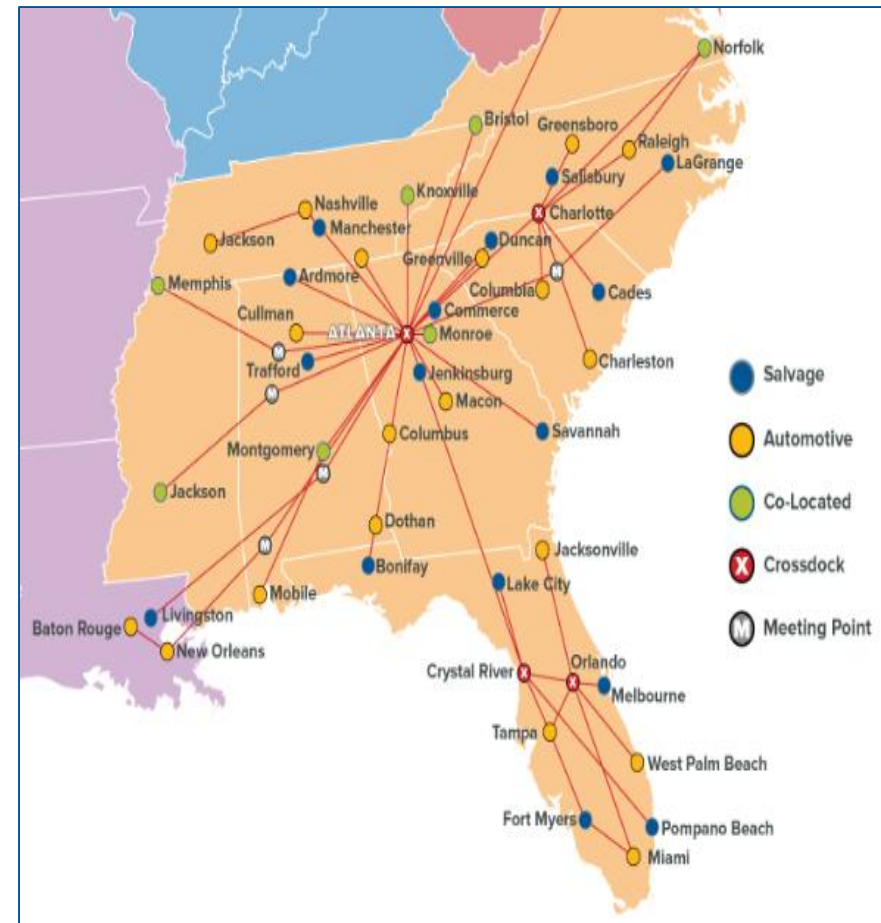 Norfolk
Bristol
Greensboro
Raleigh
LaGrange
Salisbury
Knoxville
Nashville
Charlotte
Manchester
Jackson
Duncan
Greenville
Ardmore
Memphis
M
Columbia
Cades
Commerce
Cullman
ATLANTA
X
Monroe
M
Trafford
Charleston
Jenkinsburg
M
Macon
Salvage
Columbus
Savannah
Automotive
Montgomery
M
Jackson
Co-Located
Dothan
M
Jacksonville
Bonifay
X Crossdock
Lake City
Mobile
Livingston
Baton Rouge
M Meeting Point
New Orleans
Orlando
Crystal River
X
X
Melbourne
Tampa
West Palm Beach
Fort Myers
Pompano Beach
Miami
X